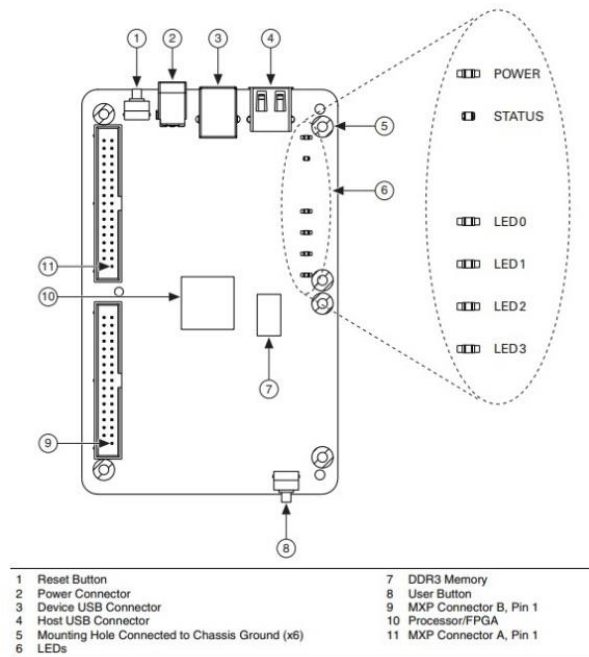 1
2
3
4
POWER
STATUS
5
6
LED0
LED1
LED2
LED3
11
10
7
9
8
1 Reset Button
2 Power Connector
3 Device USB Connector
4 Host USB Connector
5 Mounting Hole Connected to Chassis Ground (x6)
6 LEDs
7 DDR3 Memory
8 User Button
9 MXP Connector B, Pin 1
10 Processor/FPGA
11 MXP Connector A, Pin 1